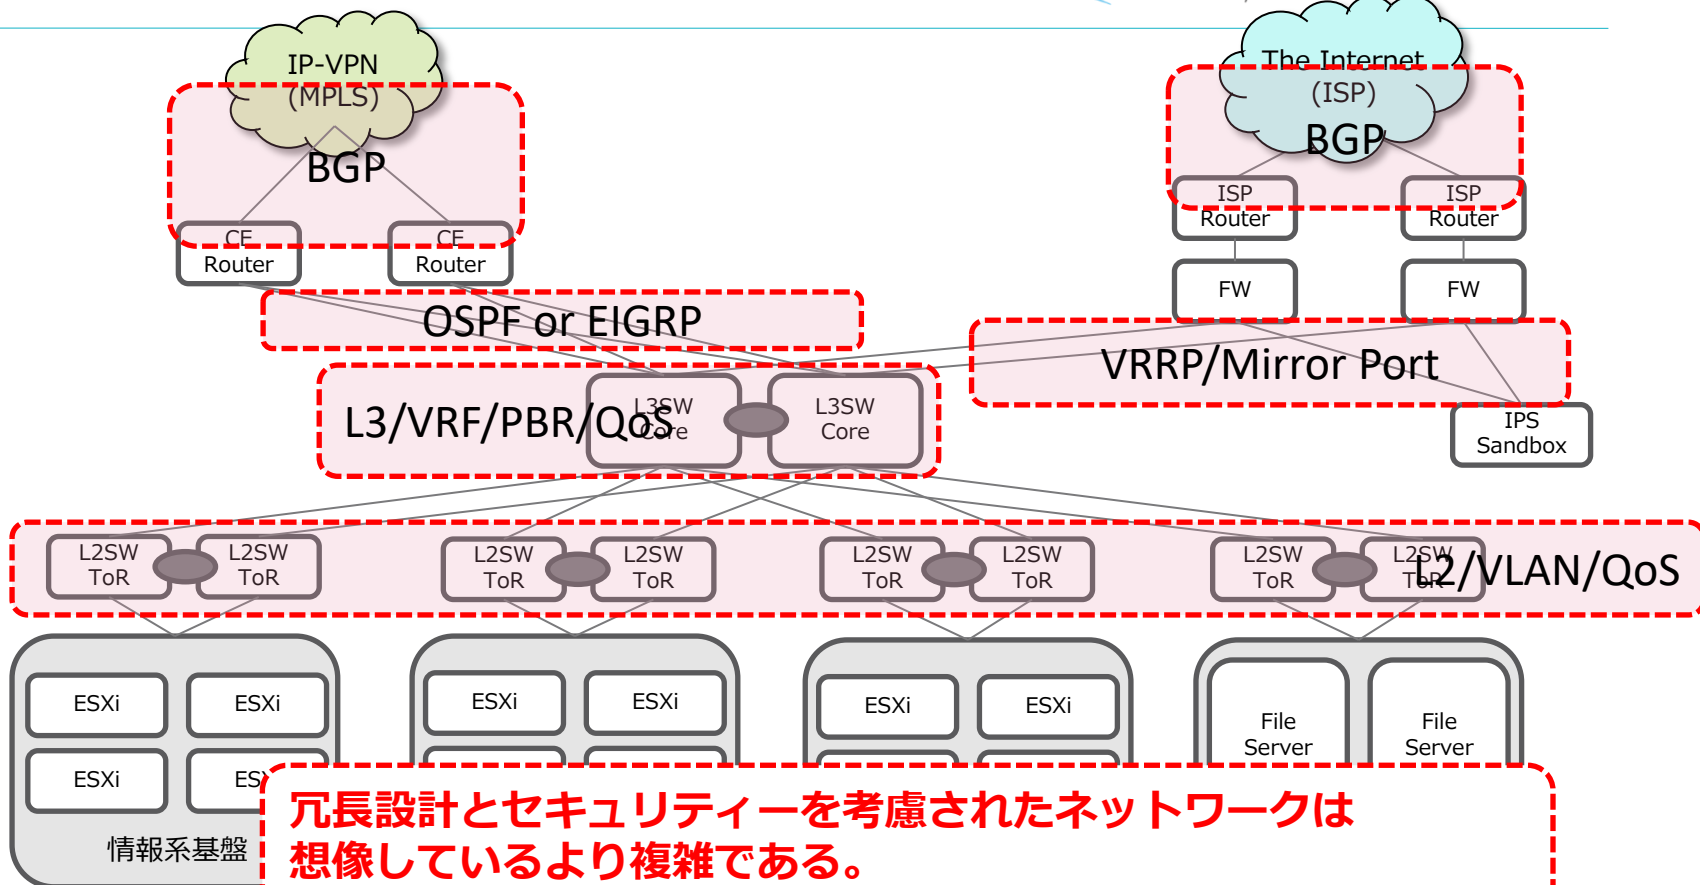 IP-VPN
(MPLS)
BGP
The Internet
(ISP)
BGP
CE
Router
CE
Router
ISP
Router
ISP
Router
FW
FW
OSPF or EIGRP
VRRP/Mirror Port
L3/VRF/PBR/QoS
L3SW
Core
L3SW
Core
IPS
Sandbox
L2SW
ToR
L2SW
ToR
L2SW
ToR
L2SW
ToR
L2SW
ToR
L2SW
ToR
L2SW
ToR
L2SW
ToR
L2/VLAN/QoS
ESXi
ESXi
ESXi
ESXi
ESXi
ESXi
File
Server
File
Server
ESXi
情報系基盤
冗長設計とセキュリティーを考慮されたネットワークは
想像しているより複雑である。